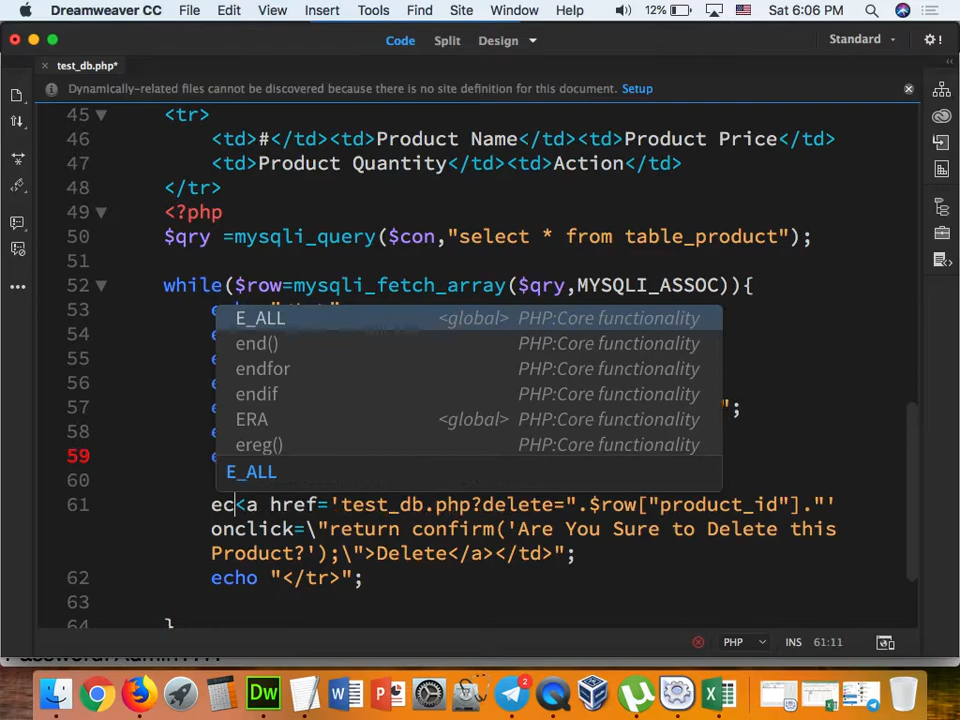 Dreamweaver CC File Edit View Insert Tools Find Site Window Help 12% Sat 6:06 PM
Code Split Design Standard
test_db.php*
Dynamically-related files cannot be discovered because there is no site definition for this document. Setup
45 <tr>
46 <td>#</td><td>Product Name</td><td>Product Price</td>
47 <td>Product Quantity</td><td>Action</td>
48 </tr>
49 <?php
50 $qry =mysqli_query($con,"select * from table_product");
51
52 while($row=mysqli_fetch_array($qry,MYSQLI_ASSOC)){
53
E_ALL <global> PHP:Core functionality
54
end() PHP:Core functionality
55
endfor PHP:Core functionality
56
endif PHP:Core functionality
57 ";
ERA <global> PHP:Core functionality
58
ereg() PHP:Core functionality
59
E_ALL
60
61 ec<a href='test_db.php?delete=".$row["product_id"]."'
onclick=\"return confirm('Are You Sure to Delete this
Product?');\">Delete</a></td>";
62 echo "</tr>";
63
64 }
PHP INS 61:11
Dw W P X 2